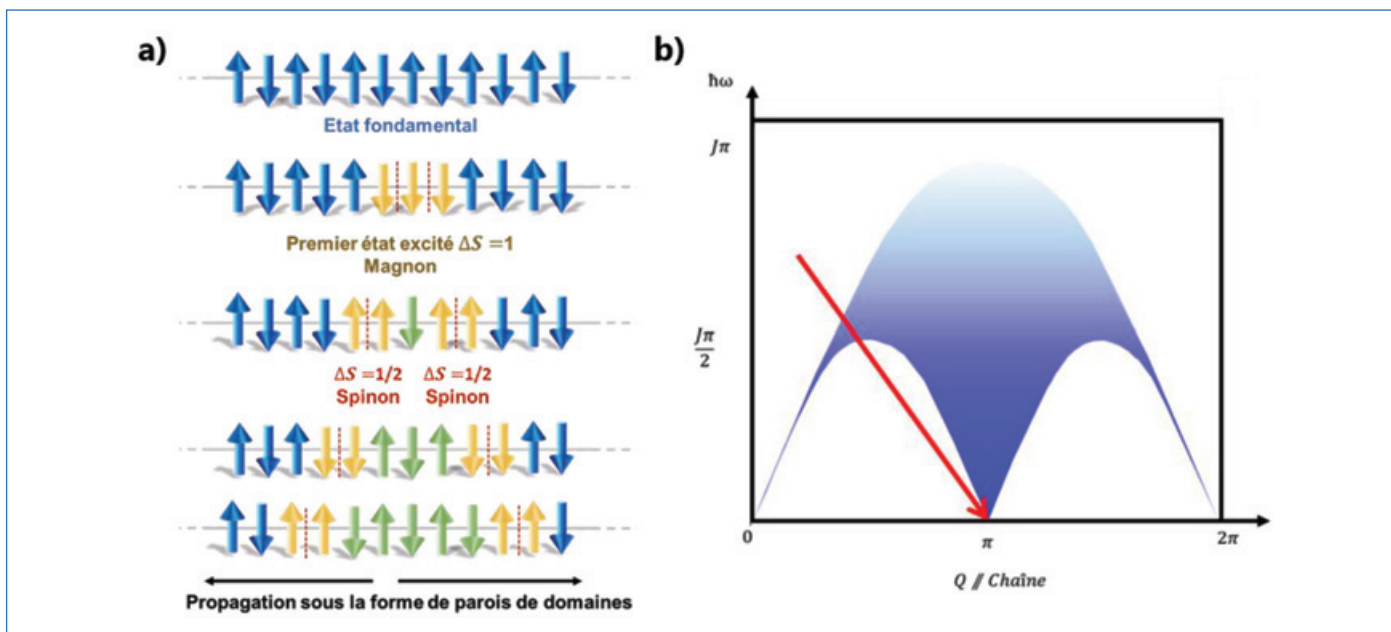 a)
Etat fondamental
Premier état excité ΔS =1
Magnon
ΔS =1/2 ΔS =1/2
Spinon Spinon
Propagation sous la forme de parois de domaines
b)
ħω
Jπ
Jπ/2
0 π 2π
Q // Chaîne